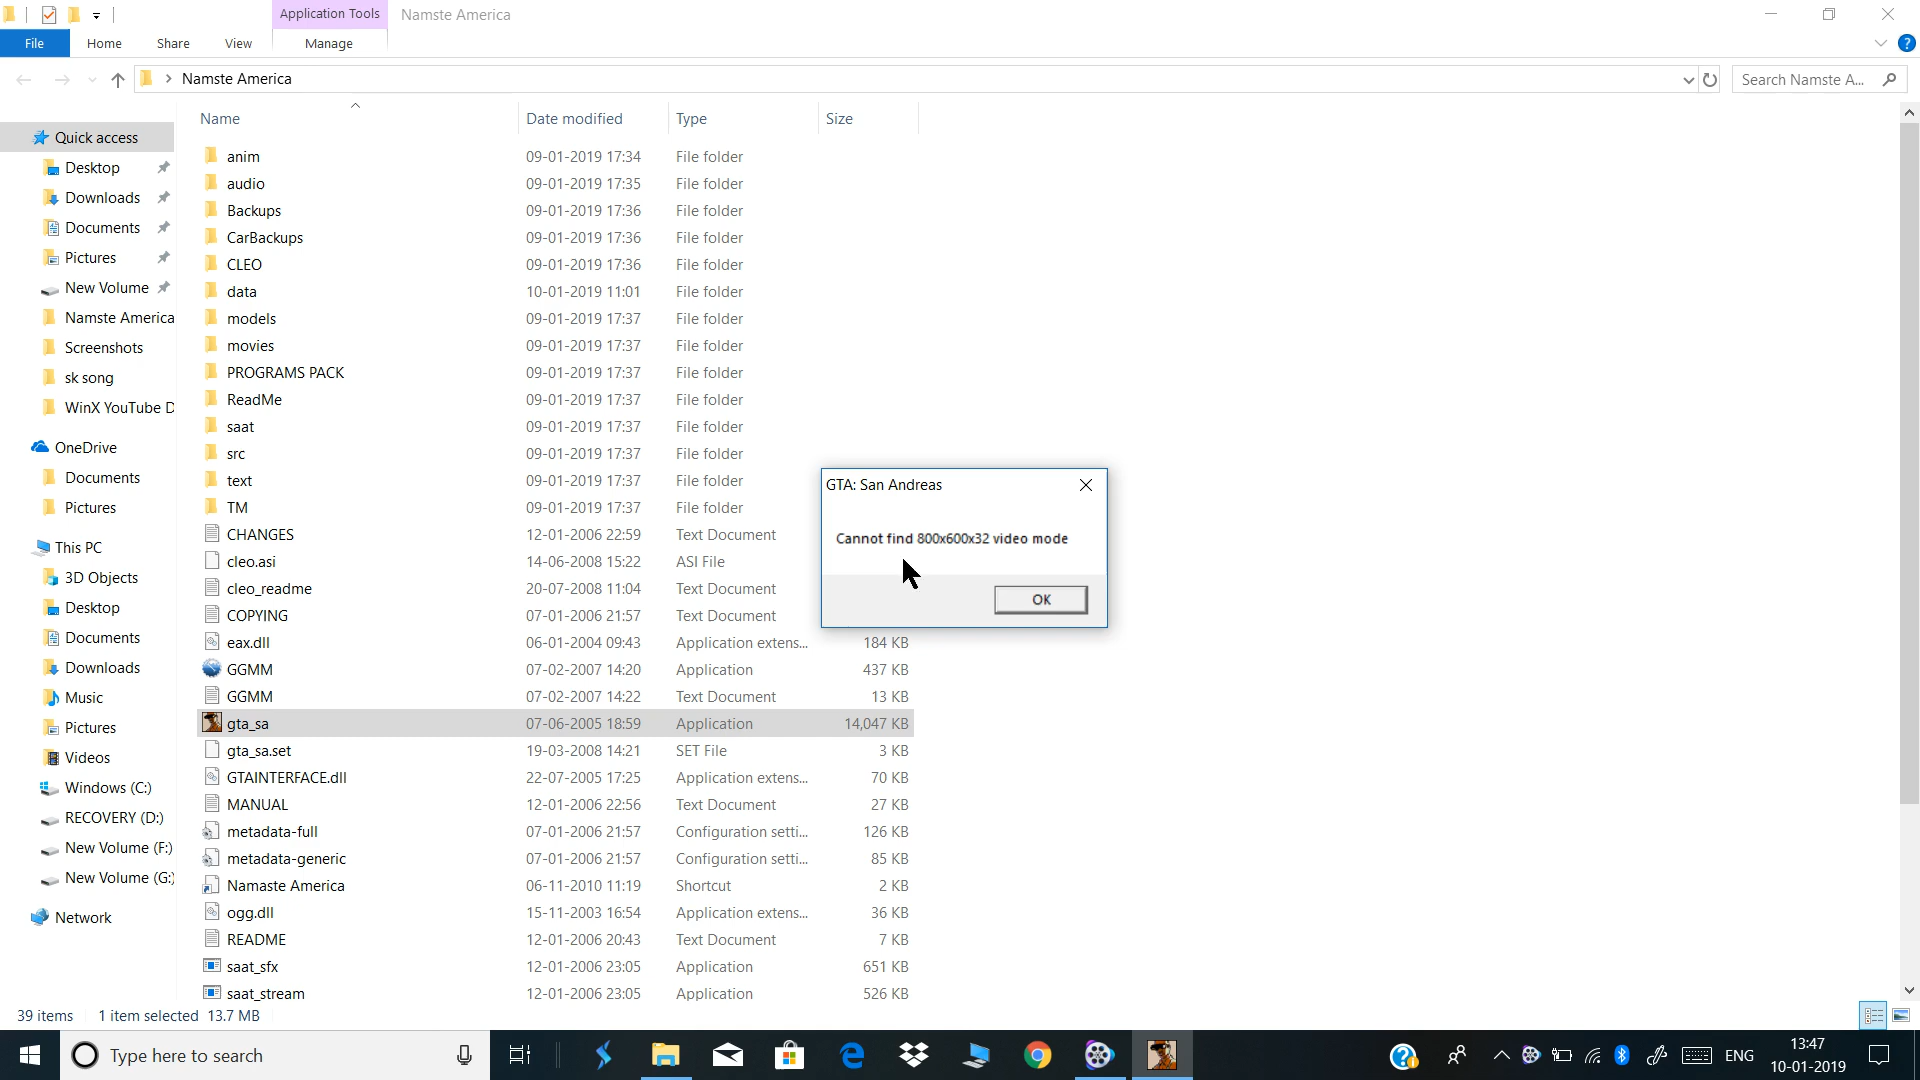 Application Tools
Namste America
File
Home
Share
View
Manage
Namste America
Search Namste A...
Name
Date modified
Type
Size
Quick access
Desktop
Downloads
Documents
Pictures
New Volume
Namste America
Screenshots
sk song
WinX YouTube D
OneDrive
Documents
Pictures
This PC
3D Objects
Desktop
Documents
Downloads
Music
Pictures
Videos
Windows (C:)
RECOVERY (D:)
New Volume (F:)
New Volume (G:)
Network
anim 09-01-2019 17:34 File folder
audio 09-01-2019 17:35 File folder
Backups 09-01-2019 17:36 File folder
CarBackups 09-01-2019 17:36 File folder
CLEO 09-01-2019 17:36 File folder
data 10-01-2019 11:01 File folder
models 09-01-2019 17:37 File folder
movies 09-01-2019 17:37 File folder
PROGRAMS PACK 09-01-2019 17:37 File folder
ReadMe 09-01-2019 17:37 File folder
saat 09-01-2019 17:37 File folder
src 09-01-2019 17:37 File folder
text 09-01-2019 17:37 File folder
TM 09-01-2019 17:37 File folder
CHANGES 12-01-2006 22:59 Text Document
cleo.asi 14-06-2008 15:22 ASI File
cleo_readme 20-07-2008 11:04 Text Document
COPYING 07-01-2006 21:57 Text Document
eax.dll 06-01-2004 09:43 Application extens... 184 KB
GGMM 07-02-2007 14:20 Application 437 KB
GGMM 07-02-2007 14:22 Text Document 13 KB
gta_sa 07-06-2005 18:59 Application 14,047 KB
gta_sa.set 19-03-2008 14:21 SET File 3 KB
GTAINTERFACE.dll 22-07-2005 17:25 Application extens... 70 KB
MANUAL 12-01-2006 22:56 Text Document 27 KB
metadata-full 07-01-2006 21:57 Configuration setti... 126 KB
metadata-generic 07-01-2006 21:57 Configuration setti... 85 KB
Namaste America 06-11-2010 11:19 Shortcut 2 KB
ogg.dll 15-11-2003 16:54 Application extens... 36 KB
README 12-01-2006 20:43 Text Document 7 KB
saat_sfx 12-01-2006 23:05 Application 651 KB
saat_stream 12-01-2006 23:05 Application 526 KB
GTA: San Andreas
Cannot find 800x600x32 video mode
OK
39 items 1 item selected 13.7 MB
Type here to search
ENG
13:47
10-01-2019